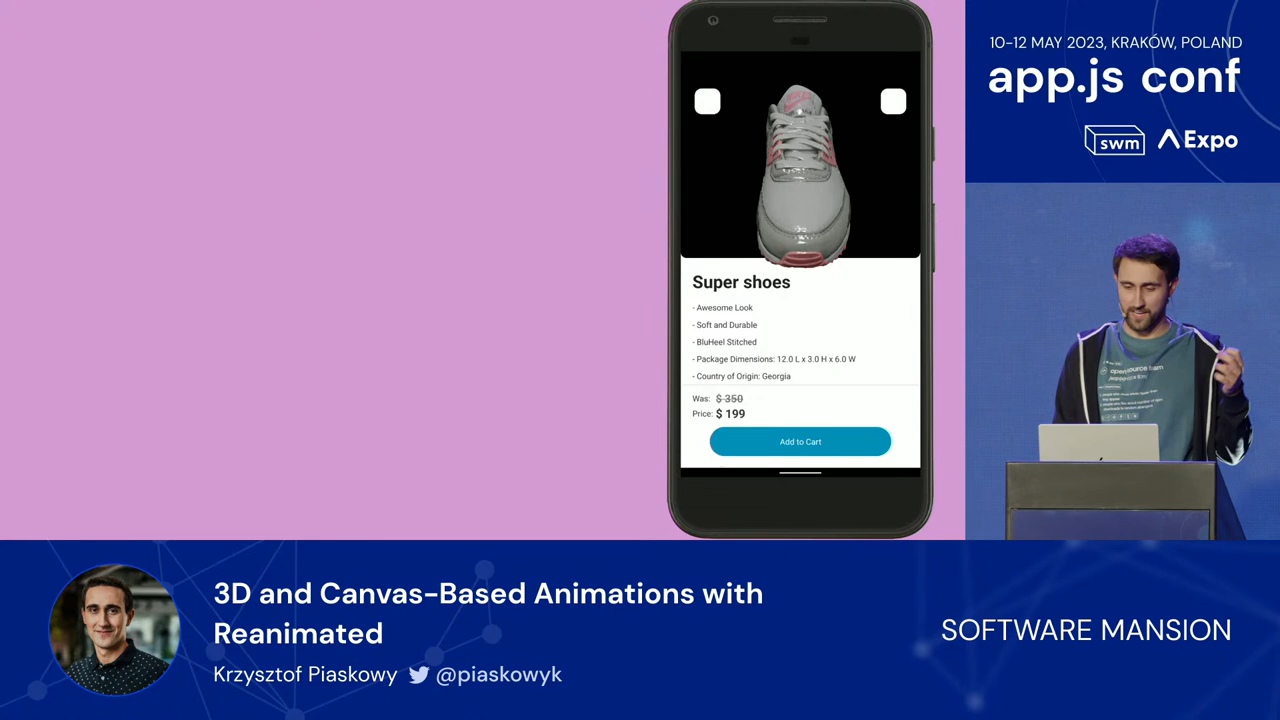 10-12 MAY 2023, KRAKÓW, POLAND
app.js conf
swm
Expo
Super shoes
- Awesome Look
- Soft and Durable
- BluHeel Stitched
- Package Dimensions: 12.0 L x 3.0 H x 6.0 W
- Country of Origin: Georgia
Was: $ 350
Price: $ 199
Add to Cart
opensource team
3D and Canvas-Based Animations with
Reanimated
Krzysztof Piaskowy @piaskowyk
SOFTWARE MANSION